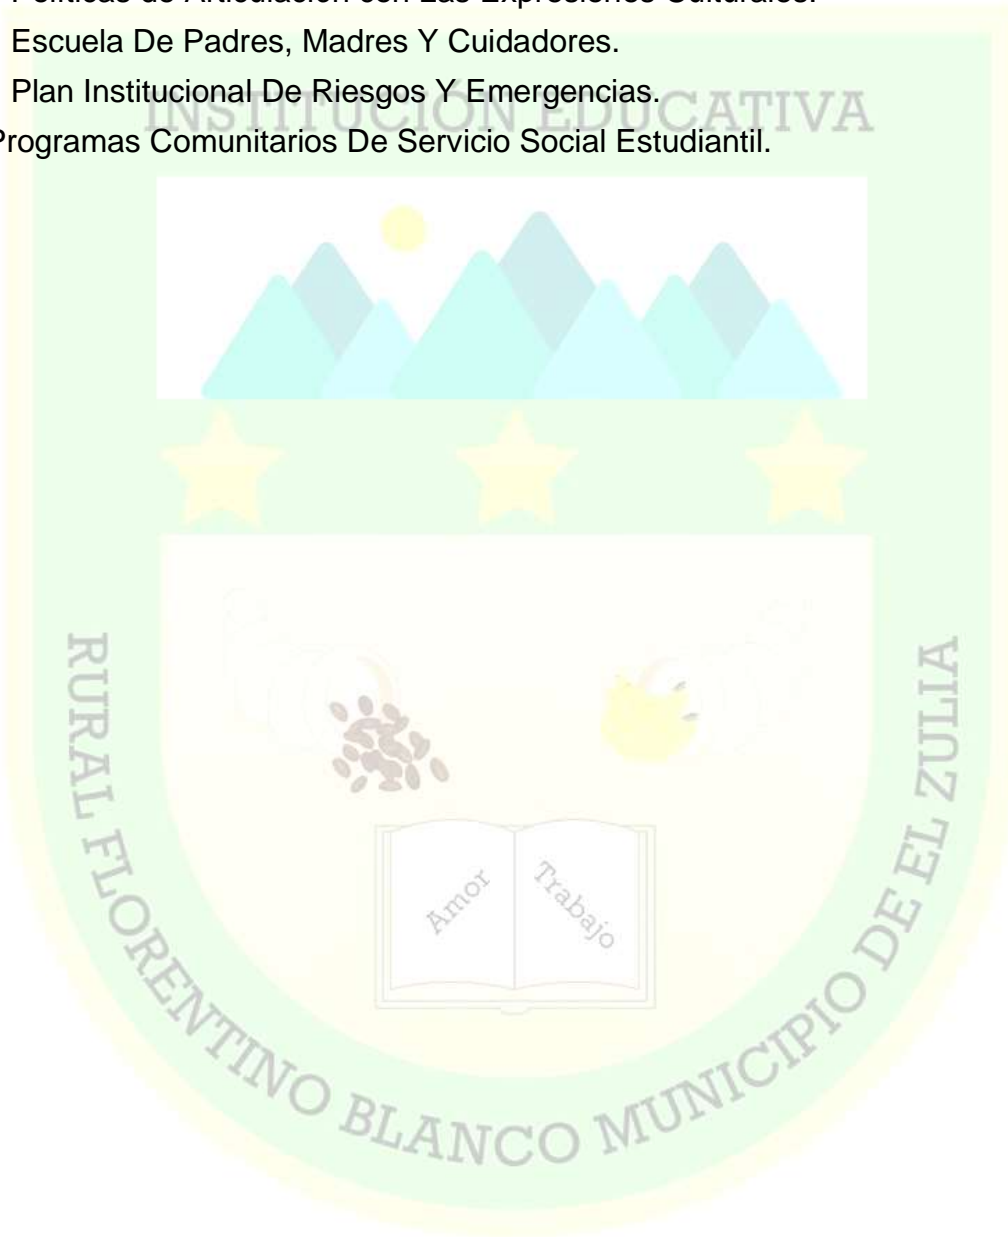 Políticas de Articulación con Las Expresiones Culturales.
Escuela De Padres, Madres Y Cuidadores.
Plan Institucional De Riesgos Y Emergencias.
Programas Comunitarios De Servicio Social Estudiantil.
INSTITUCIÓN EDUCATIVA
RURAL FLORENTINO BLANCO MUNICIPIO DE EL ZULIA
Amor
Trabajo